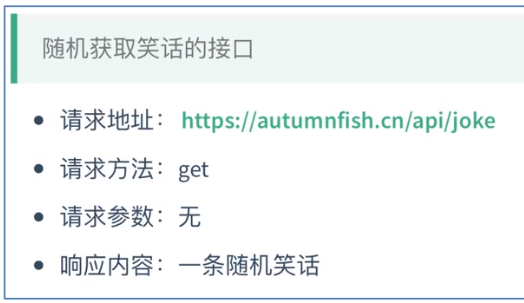 随机获取笑话的接口
请求地址：https://autumnfish.cn/api/joke
请求方法：get
请求参数：无
响应内容：一条随机笑话